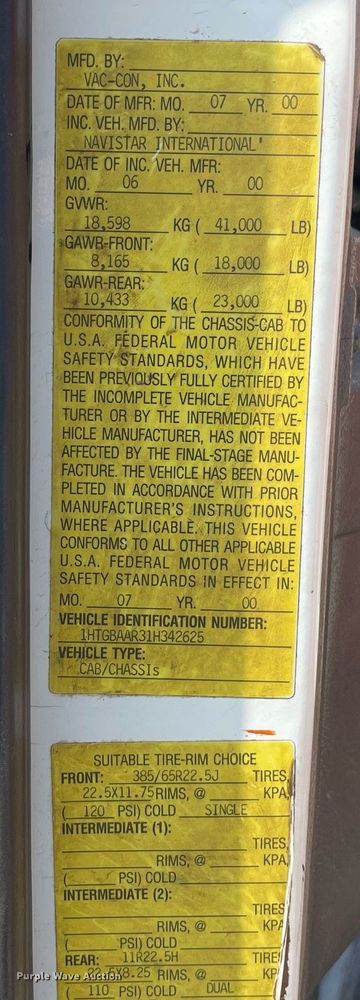 MFD. BY:
VAC-CON, INC.
DATE OF MFR: MO. 07 YR. 00
INC. VEH. MFD. BY:
NAVISTAR INTERNATIONAL
DATE OF INC. VEH. MFR:
MO. 06 YR. 00
GVWR:
18,598 KG ( 41,000 LB)
GAWR-FRONT:
8,165 KG ( 18,000 LB)
GAWR-REAR:
10,433 KG ( 23,000 LB)
CONFORMITY OF THE CHASSIS-CAB TO
U.S.A. FEDERAL MOTOR VEHICLE
SAFETY STANDARDS, WHICH HAVE
BEEN PREVIOUSLY FULLY CERTIFIED BY
THE INCOMPLETE VEHICLE MANUFAC-
TURER OR BY THE INTERMEDIATE VE-
HICLE MANUFACTURER, HAS NOT BEEN
AFFECTED BY THE FINAL-STAGE MANU-
FACTURE. THE VEHICLE HAS BEEN COM-
PLETED IN ACCORDANCE WITH PRIOR
MANUFACTURER'S INSTRUCTIONS,
WHERE APPLICABLE. THIS VEHICLE
CONFORMS TO ALL OTHER APPLICABLE
U.S.A. FEDERAL MOTOR VEHICLE
SAFETY STANDARDS IN EFFECT IN:
MO. 07 YR. 00
VEHICLE IDENTIFICATION NUMBER:
1HTGBAAR31H342625
VEHICLE TYPE:
CAB/CHASSIs
SUITABLE TIRE-RIM CHOICE
FRONT: 385/65R22.5J TIRES,
22.5X11.75 RIMS, @ KPA
( 120 PSI) COLD SINGLE
INTERMEDIATE (1):
TIRES,
RIMS, @ KPA
( PSI) COLD
INTERMEDIATE (2):
TIRES
RIMS, @ KP
( PSI) COLD
REAR: 11R22.5H TIRE
22.5X8.25 RIMS, @ KP
( 110 PSI) COLD DUAL
Purple Wave Auction